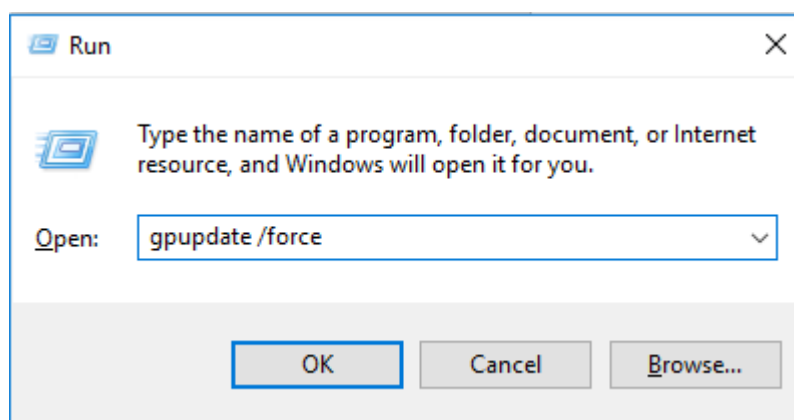 Run
Type the name of a program, folder, document, or Internet
resource, and Windows will open it for you.
Open: gpupdate /force
OK Cancel Browse...